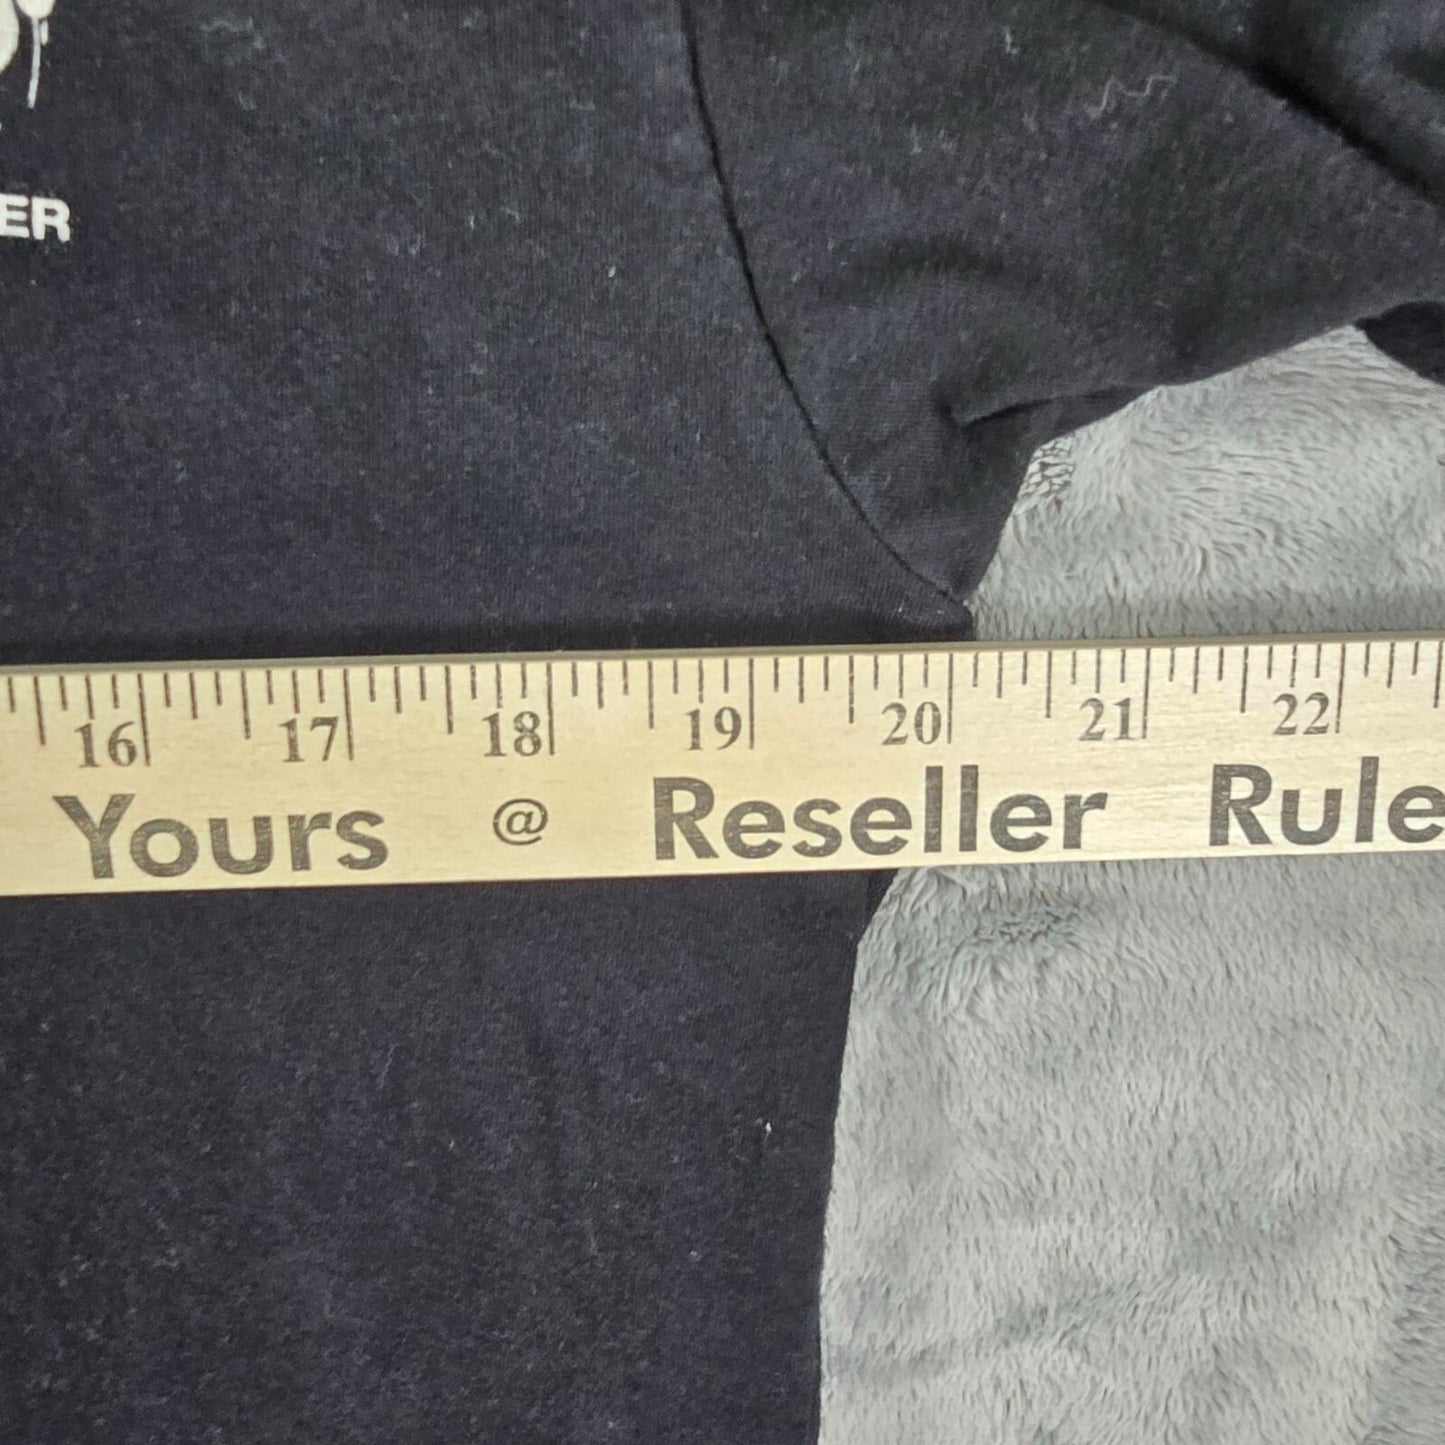 ER
16 17 18 19 20 21 22
Yours @ Reseller Rule